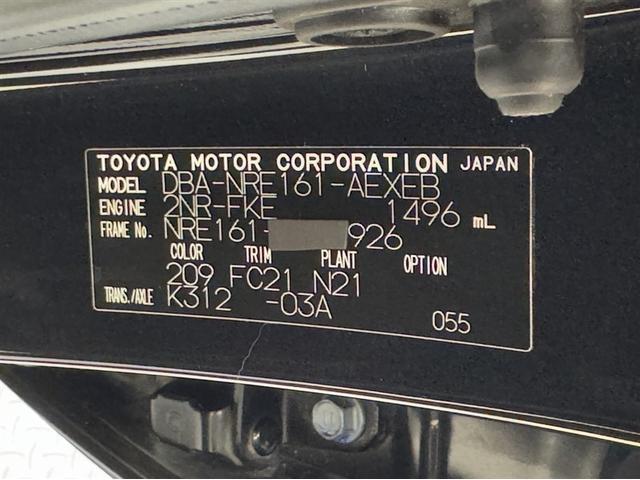 TOYOTA MOTOR CORPORATION JAPAN
MODEL DBA-NRE161-AEXEB
ENGINE 2NR-FKE 1496 mL
FRAME No. NRE161- 926
COLOR TRIM PLANT OPTION
209 FC21 N21
TRANS./AXLE K312 -03A
055